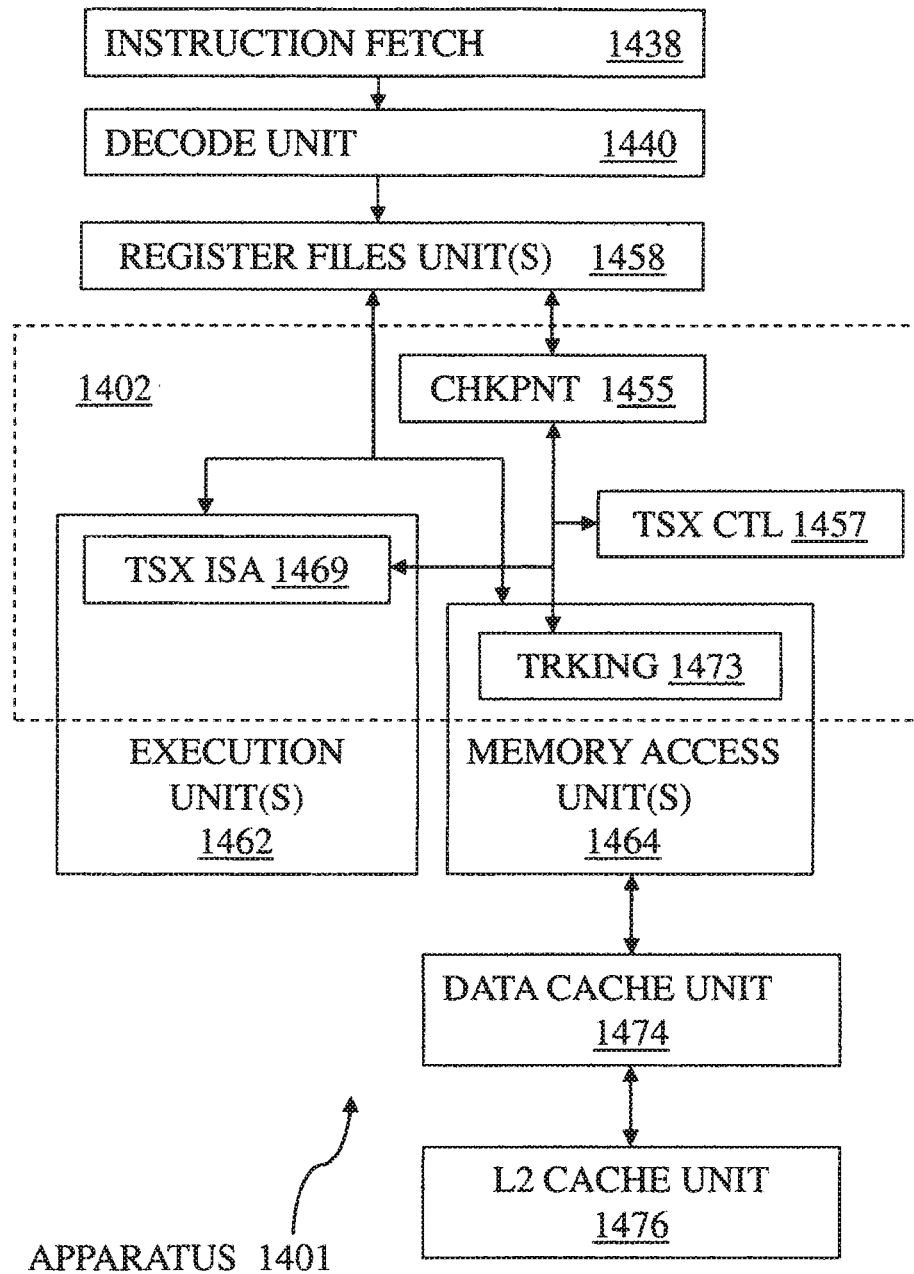 INSTRUCTION FETCH 1438
DECODE UNIT 1440
REGISTER FILES UNIT(S) 1458
1402
CHKPNT 1455
TSX CTL 1457
TSX ISA 1469
TRKING 1473
EXECUTION
UNIT(S)
1462
MEMORY ACCESS
UNIT(S)
1464
DATA CACHE UNIT
1474
L2 CACHE UNIT
1476
APPARATUS 1401